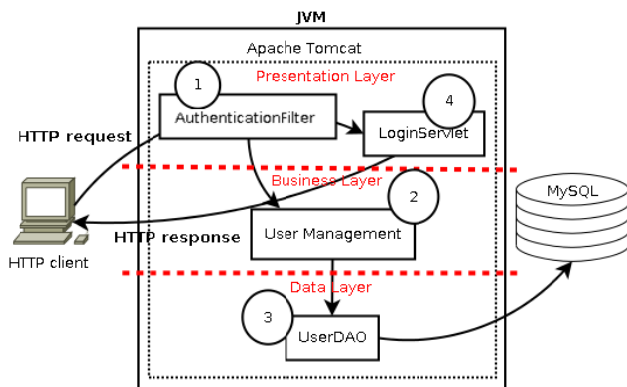 JVM
Apache Tomcat
1
Presentation Layer
4
AuthenticationFilter
HTTP request
LoginServlet
Business Layer
2
MySQL
HTTP response
User Management
HTTP client
Data Layer
3
UserDAO